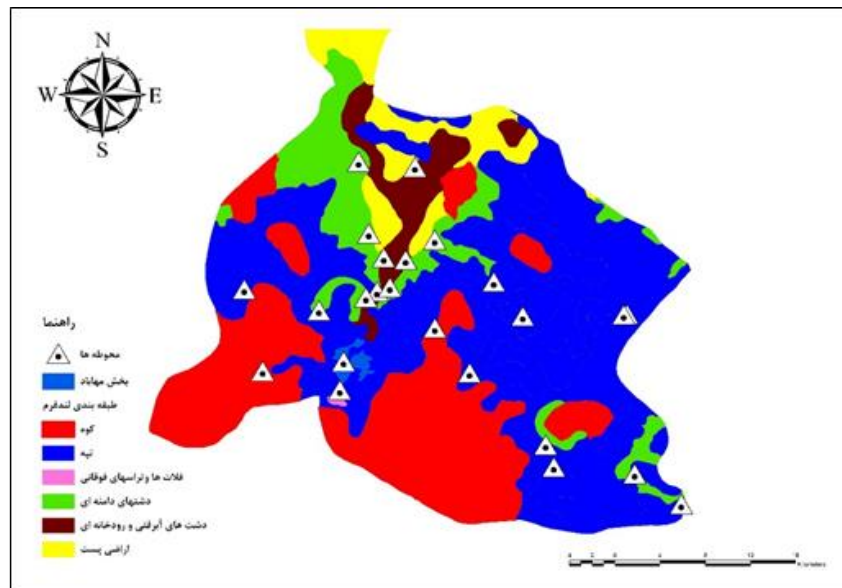 N
W E
S
راهنما
محوطه ها
بخش مهاباد
طبقه بندی لندفرم
کوه
تپه
فلات ها وتراسهای فوقانی
دشتهای دامنه ای
دشت های آبرفتی و رودخانه ای
اراضی پست